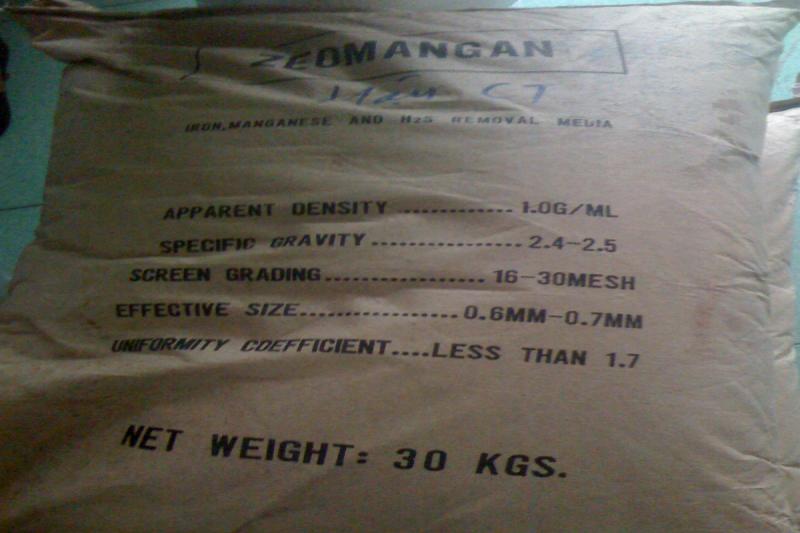 ZEOMANGAN
IRON, MANGANESE AND H2S REMOVAL MEDIA
APPARENT DENSITY ............ 1.0G/ML
SPECIFIC GRAVITY ................ 2.4-2.5
SCREEN GRADING ................. 16-30MESH
EFFECTIVE SIZE ................. 0.6MM-0.7MM
UNIFORMITY COEFFICIENT....LESS THAN 1.7
NET WEIGHT: 30 KGS.